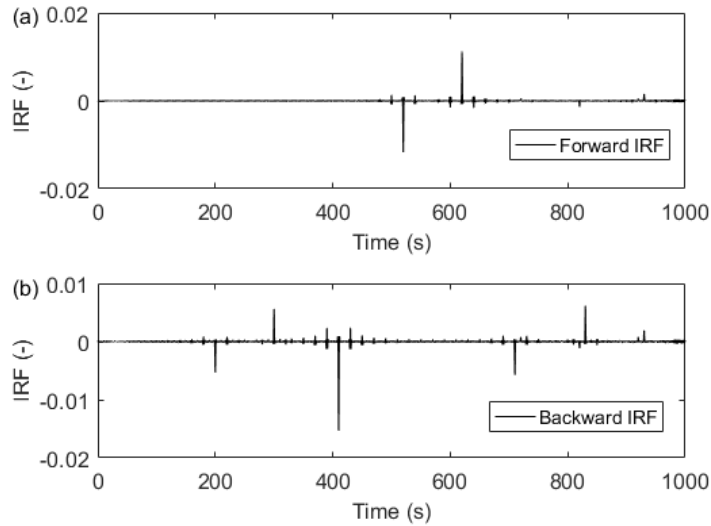 (a)
0.02
0
-0.02
IRF (-)
Forward IRF
0 200 400 600 800 1000
Time (s)
(b)
0.01
0
-0.01
-0.02
IRF (-)
Backward IRF
0 200 400 600 800 1000
Time (s)